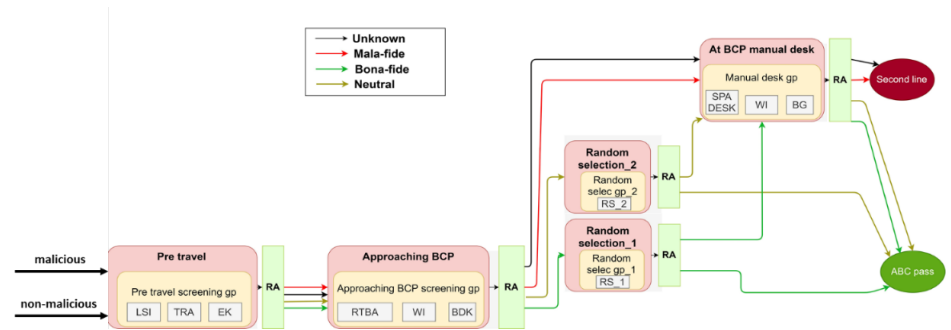 Unknown
Mala-fide
Bona-fide
Neutral
At BCP manual desk
Manual desk gp
SPA
DESK
WI
BG
RA
Second line
Random
selection_2
Random
selec gp_2
RS_2
RA
Random
selection_1
Random
selec gp_1
RS_1
RA
ABC pass
malicious
non-malicious
Pre travel
Pre travel screening gp
LSI
TRA
EK
RA
Approaching BCP
Approaching BCP screening gp
RTBA
WI
BDK
RA